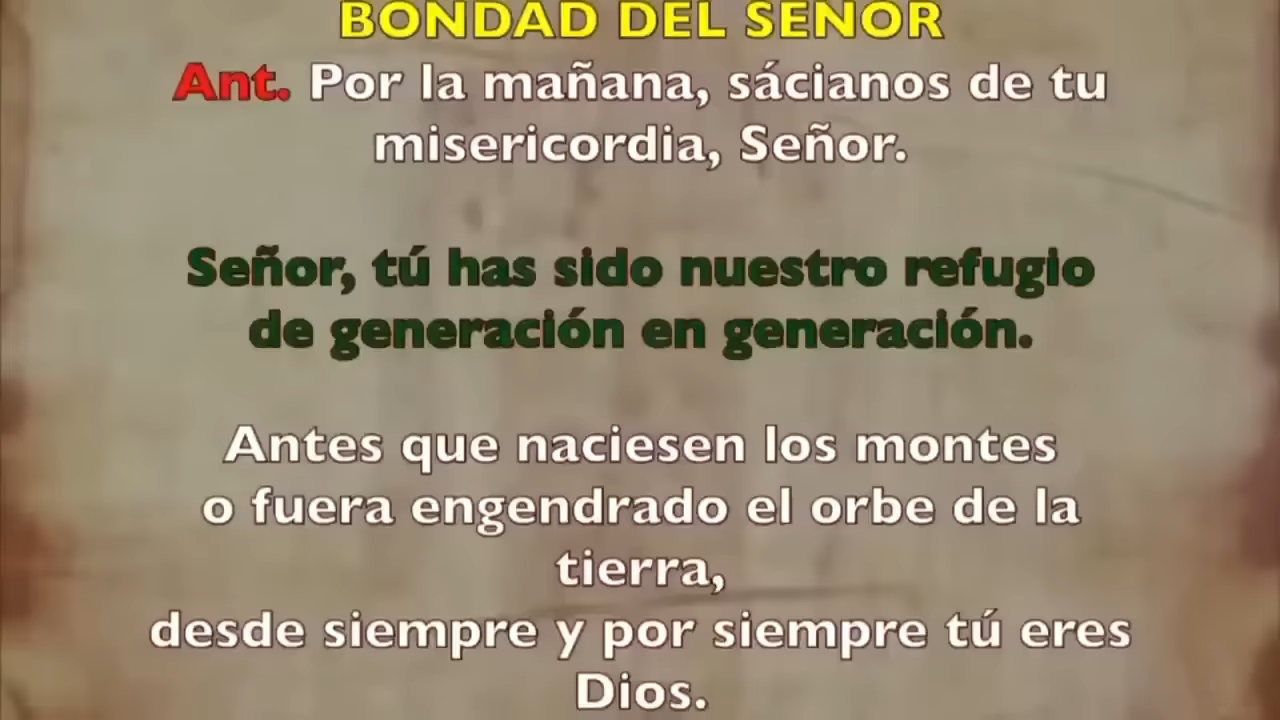 BONDAD DEL SEÑOR
Ant. Por la mañana, sácianos de tu
misericordia, Señor.
Señor, tú has sido nuestro refugio
de generación en generación.
Antes que naciesen los montes
o fuera engendrado el orbe de la
tierra,
desde siempre y por siempre tú eres
Dios.